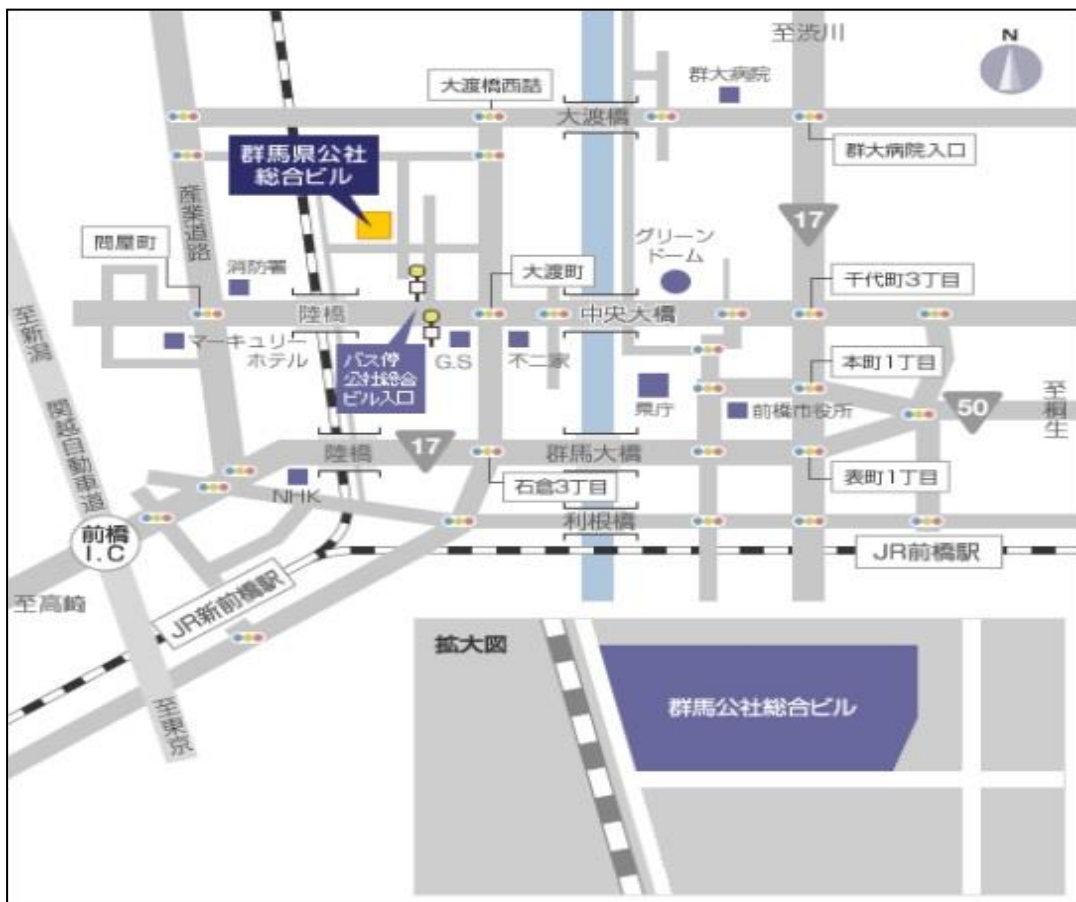 至渋川
N
群大病院
大渡橋西詰
大渡橋
群馬県公社
総合ビル
群大病院入口
産業道路
17
問屋町
グリーン
ドーム
消防署
大渡町
千代町3丁目
至新潟
陸橋
中央大橋
マーキュリー
ホテル
バス停
公社総合
ビル入口
G.S
不二家
本町1丁目
県庁
前橋市役所
50
至桐生
関越自動車道
陸橋
17
群馬大橋
NHK
石倉3丁目
表町1丁目
前橋
I.C
利根橋
JR前橋駅
至高崎
JR新前橋駅
至東京
拡大図
群馬公社総合ビル